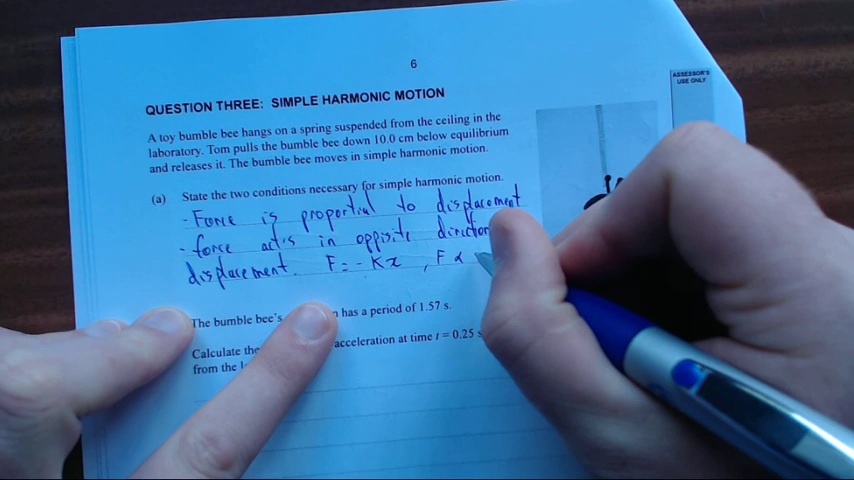 6
ASSESSOR'S
USE ONLY
QUESTION THREE: SIMPLE HARMONIC MOTION
A toy bumble bee hangs on a spring suspended from the ceiling in the
laboratory. Tom pulls the bumble bee down 10.0 cm below equilibrium
and releases it. The bumble bee moves in simple harmonic motion.
(a) State the two conditions necessary for simple harmonic motion.
- Force is
to displacement
- force acts in opposite direction
displacement. F = - Kx , F ∝
The bumble bee's has a period of 1.57 s.
Calculate the acceleration at time t = 0.25 s
from the